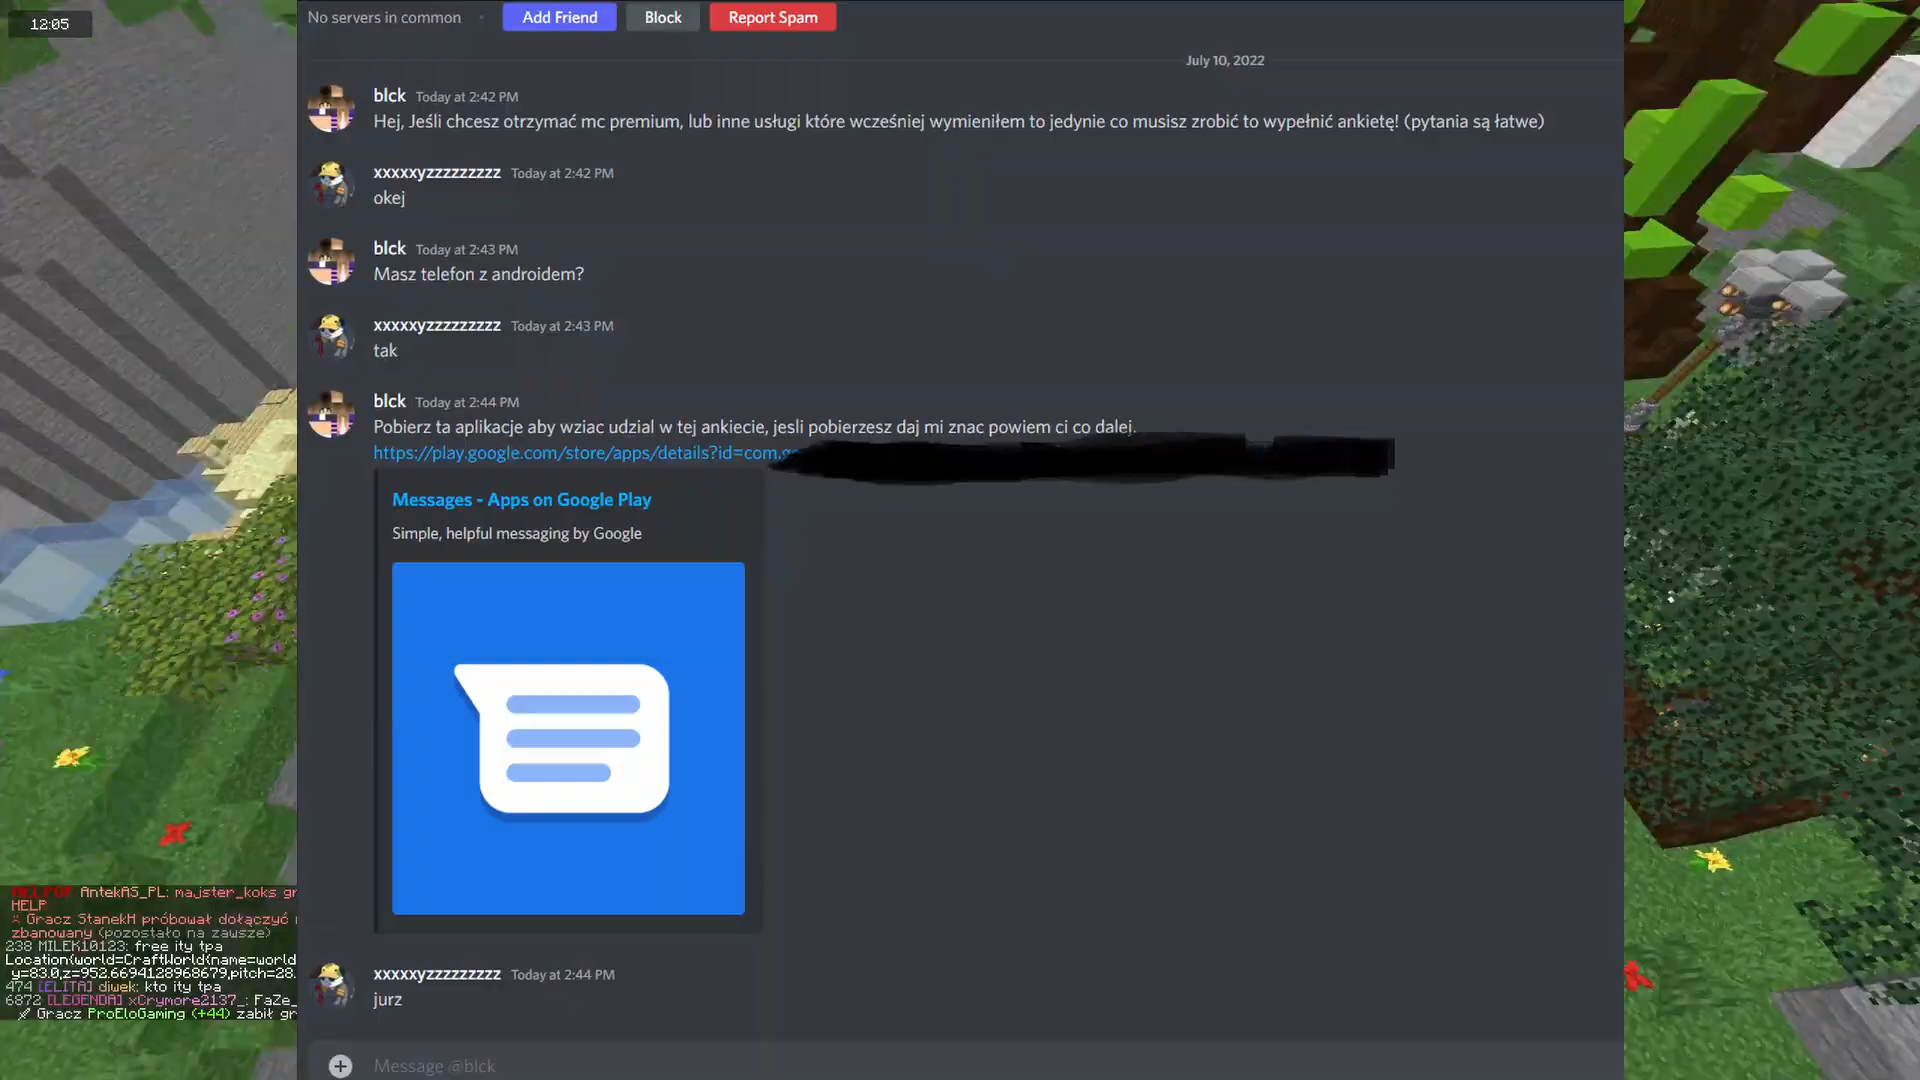 12:05
No servers in common
Add Friend
Block
Report Spam
July 10, 2022
blck Today at 2:42 PM
Hej, Jeśli chcesz otrzymać mc premium, lub inne usługi które wcześniej wymieniłem to jedynie co musisz zrobić to wypełnić ankietę! (pytania są łatwe)
xxxxxyzzzzzzzzz Today at 2:42 PM
okej
blck Today at 2:43 PM
Masz telefon z androidem?
xxxxxyzzzzzzzzz Today at 2:43 PM
tak
blck Today at 2:44 PM
Pobierz ta aplikacje aby wziac udzial w tej ankiecie, jesli pobierzesz daj mi znac powiem ci co dalej.
https://play.google.com/store/apps/details?id=com.go
Messages - Apps on Google Play
Simple, helpful messaging by Google
xxxxxyzzzzzzzzz Today at 2:44 PM
jurz
Message @blck
HELPOP AntekAS_PL: majster_koks gr
HELP
Gracz StanekH próbował dołączyć
zbanowany (pozostało na zawsze)
238 MILEK10123: free ity tpa
Location{world=CraftWorld{name=world
y=83.0,z=952.6694128968679,pitch=28.
474 [ELITA] diwek: kto ity tpa
6872 [LEGENDA] xCrymore2137_: FaZe_
Gracz ProEloGaming (+44) zabił gr